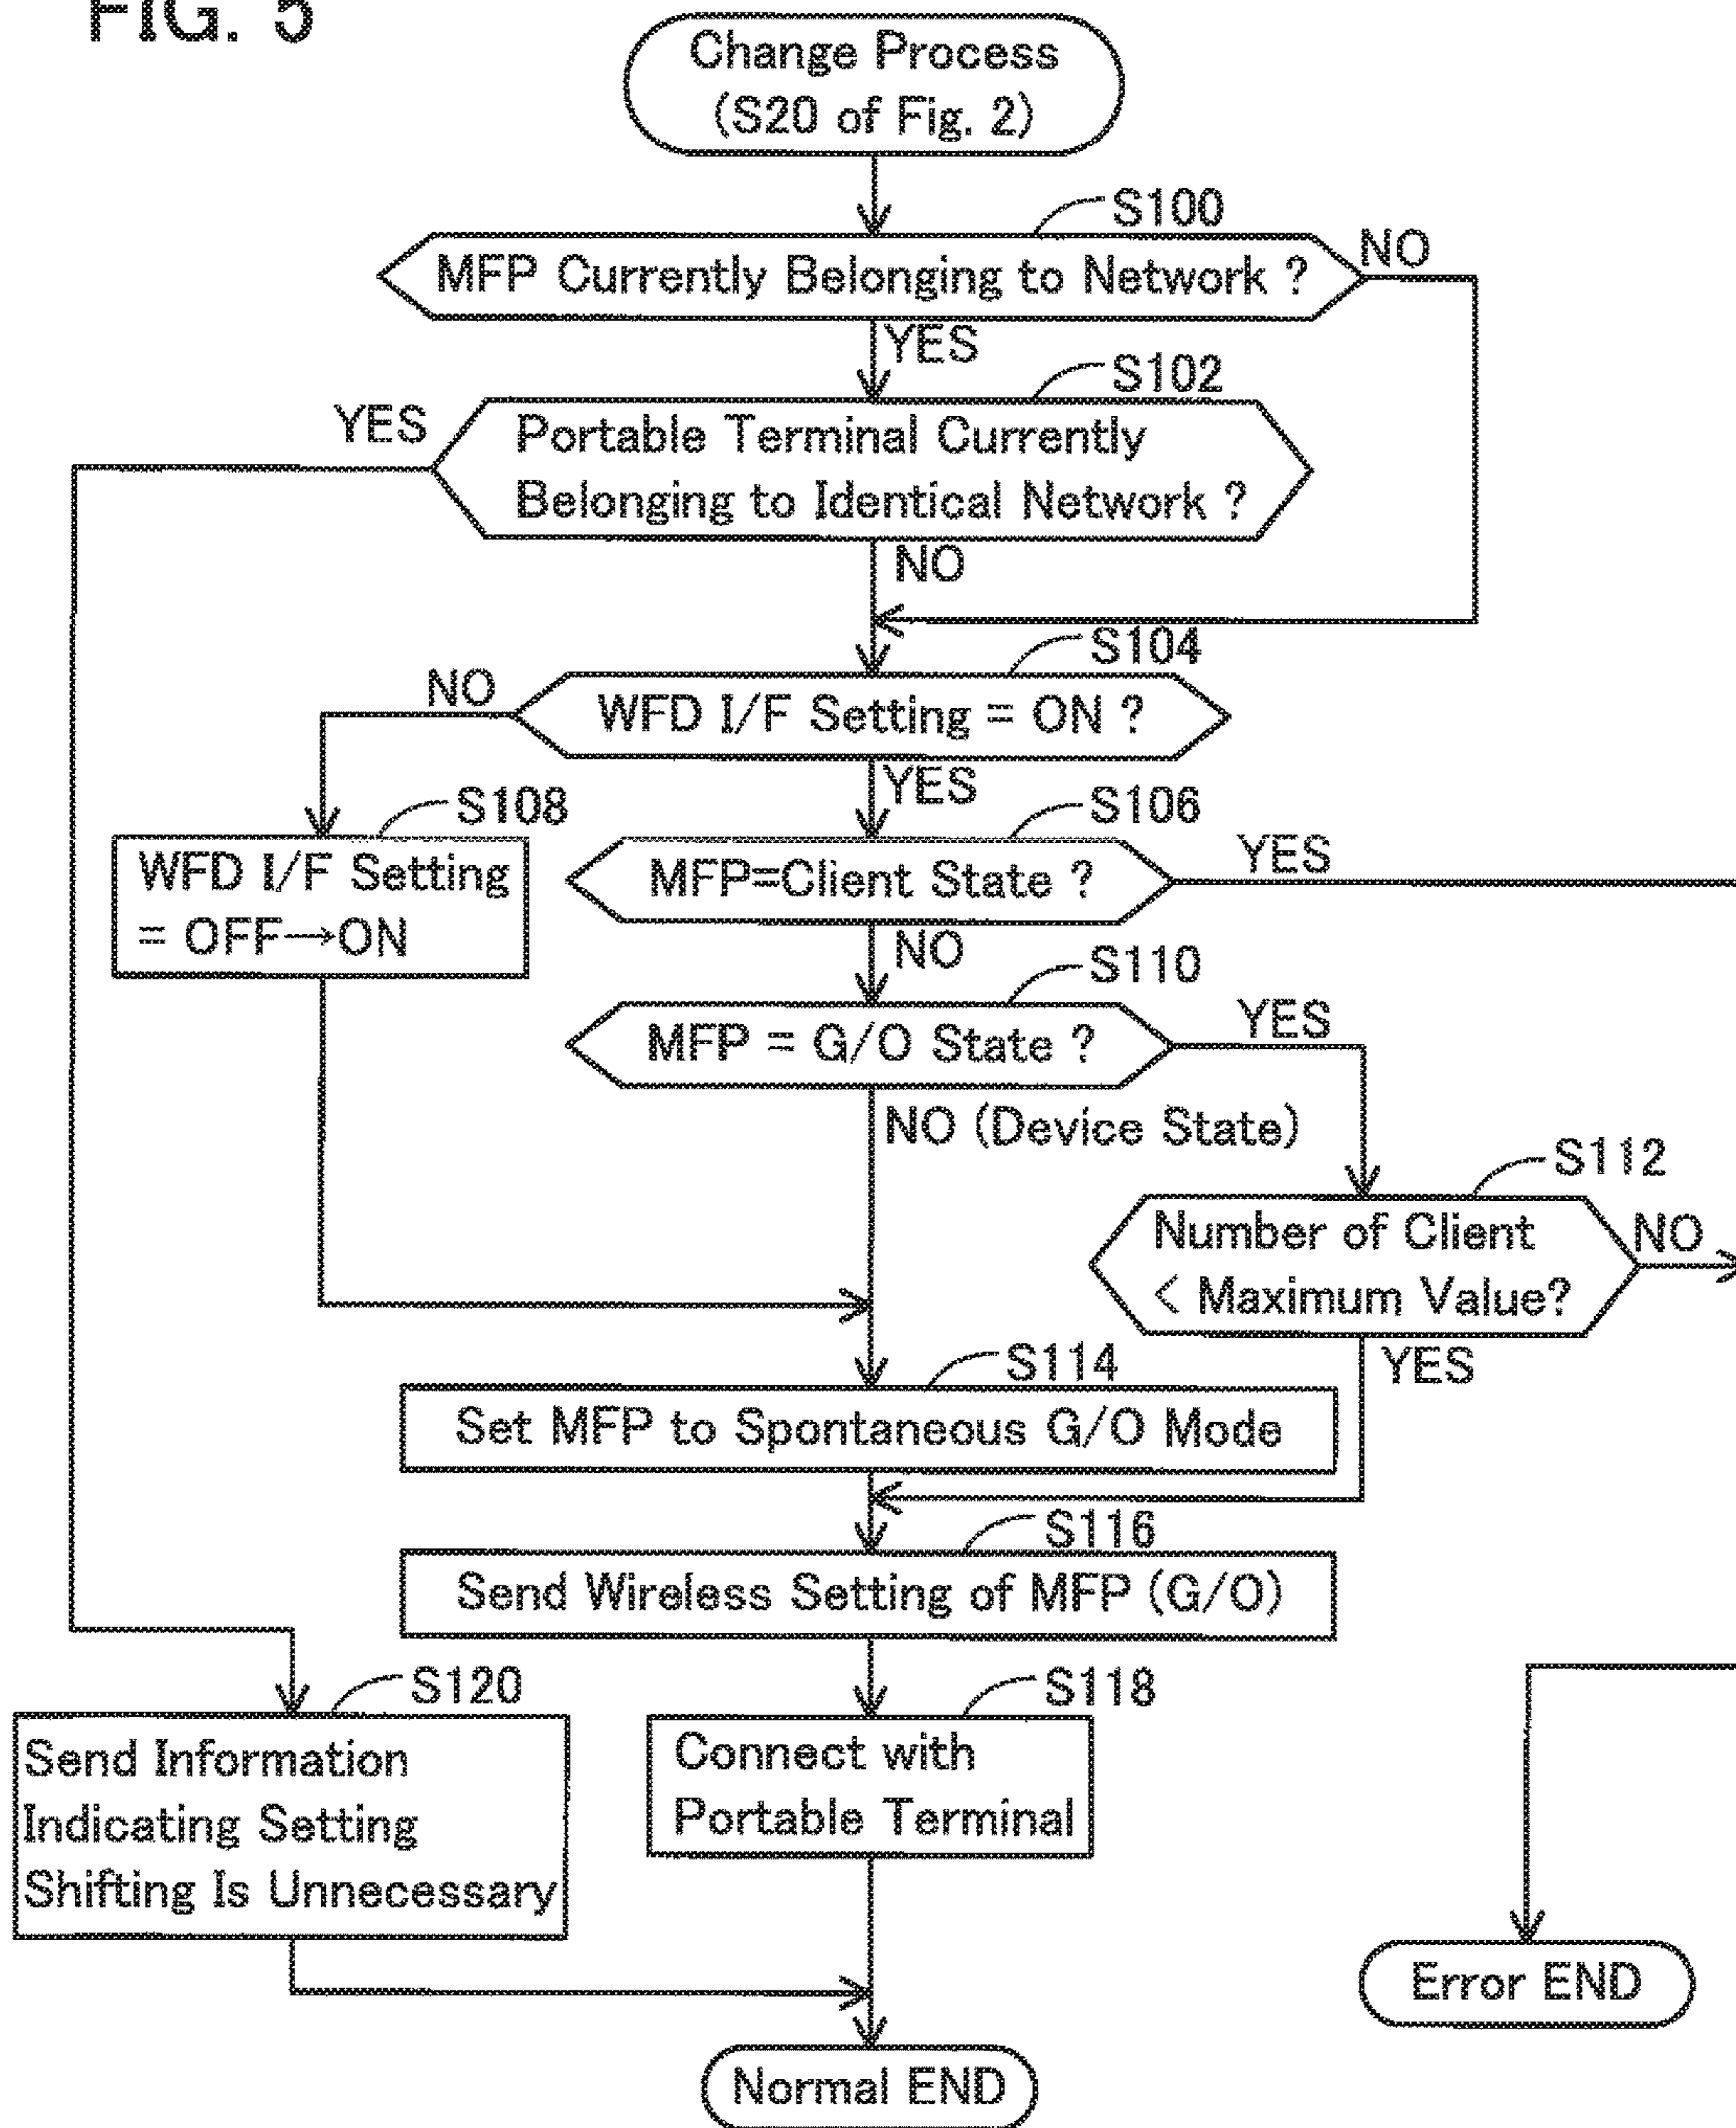 FIG. 5
Change Process
(S20 of Fig. 2)
S100
MFP Currently Belonging to Network ?
NO
YES
S102
YES
Portable Terminal Currently
Belonging to Identical Network ?
NO
S104
NO
WFD I/F Setting = ON ?
YES
S108
WFD I/F Setting
= OFF→ON
S106
MFP=Client State ?
YES
NO
S110
MFP = G/O State ?
YES
NO (Device State)
S112
Number of Client
< Maximum Value?
NO
YES
S114
Set MFP to Spontaneous G/O Mode
S116
Send Wireless Setting of MFP (G/O)
S120
Send Information
Indicating Setting
Shifting Is Unnecessary
S118
Connect with
Portable Terminal
Error END
Normal END